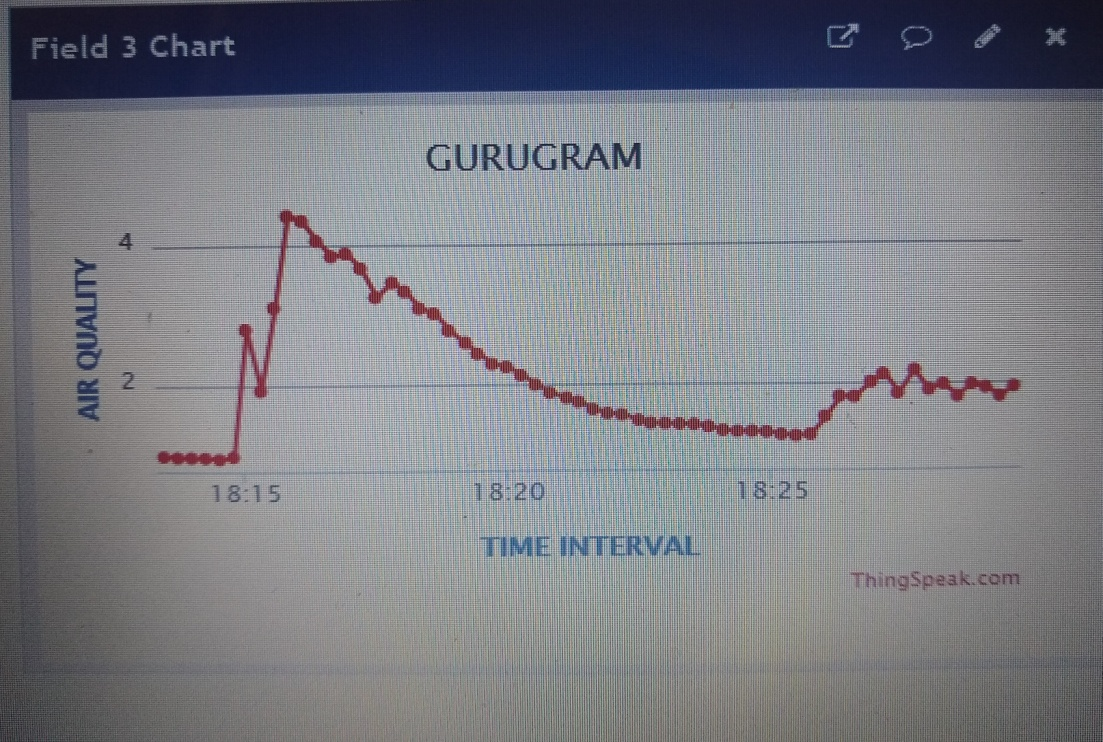 Field 3 Chart
GURUGRAM
AIR QUALITY
4
2
18:15 18:20 18:25
TIME INTERVAL
ThingSpeak.com